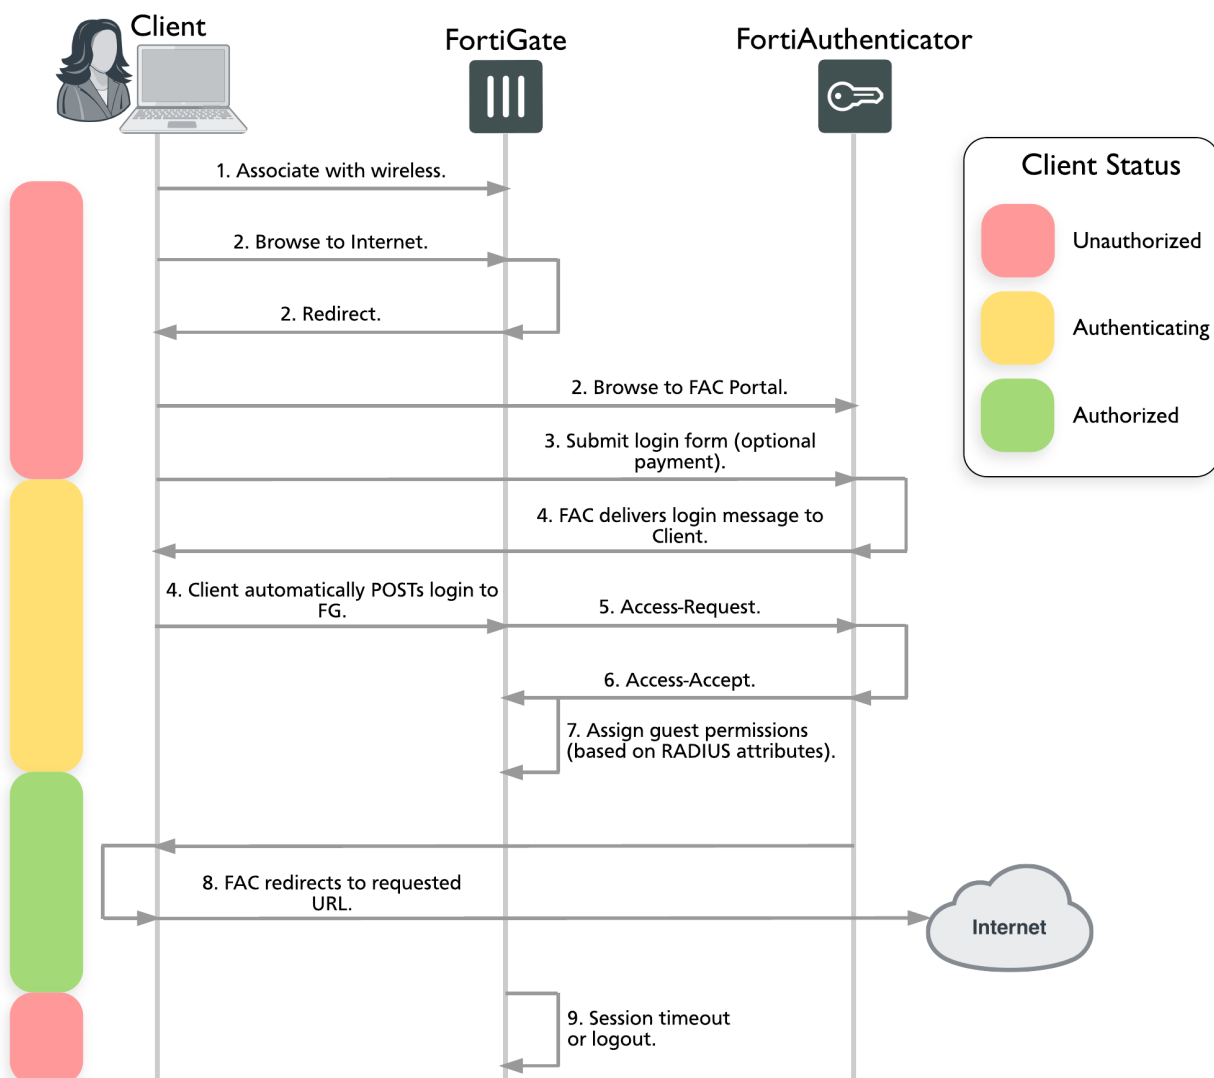 Client
FortiGate
FortiAuthenticator
1. Associate with wireless.
Client Status
2. Browse to Internet.
Unauthorized
2. Redirect.
Authenticating
2. Browse to FAC Portal.
Authorized
3. Submit login form (optional
payment).
4. FAC delivers login message to
Client.
4. Client automatically POSTs login to
FG.
5. Access-Request.
6. Access-Accept.
7. Assign guest permissions
(based on RADIUS attributes).
8. FAC redirects to requested
URL.
Internet
9. Session timeout
or logout.